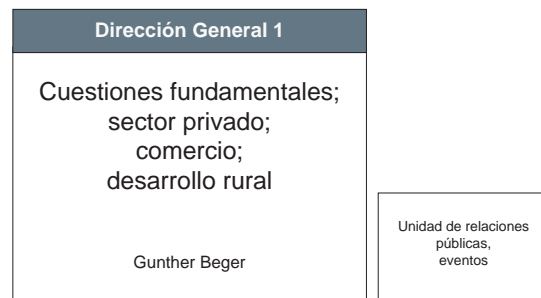 Dirección General 1
Cuestiones fundamentales;
sector privado;
comercio;
desarrollo rural
Gunther Beger
Unidad de relaciones
públicas,
eventos